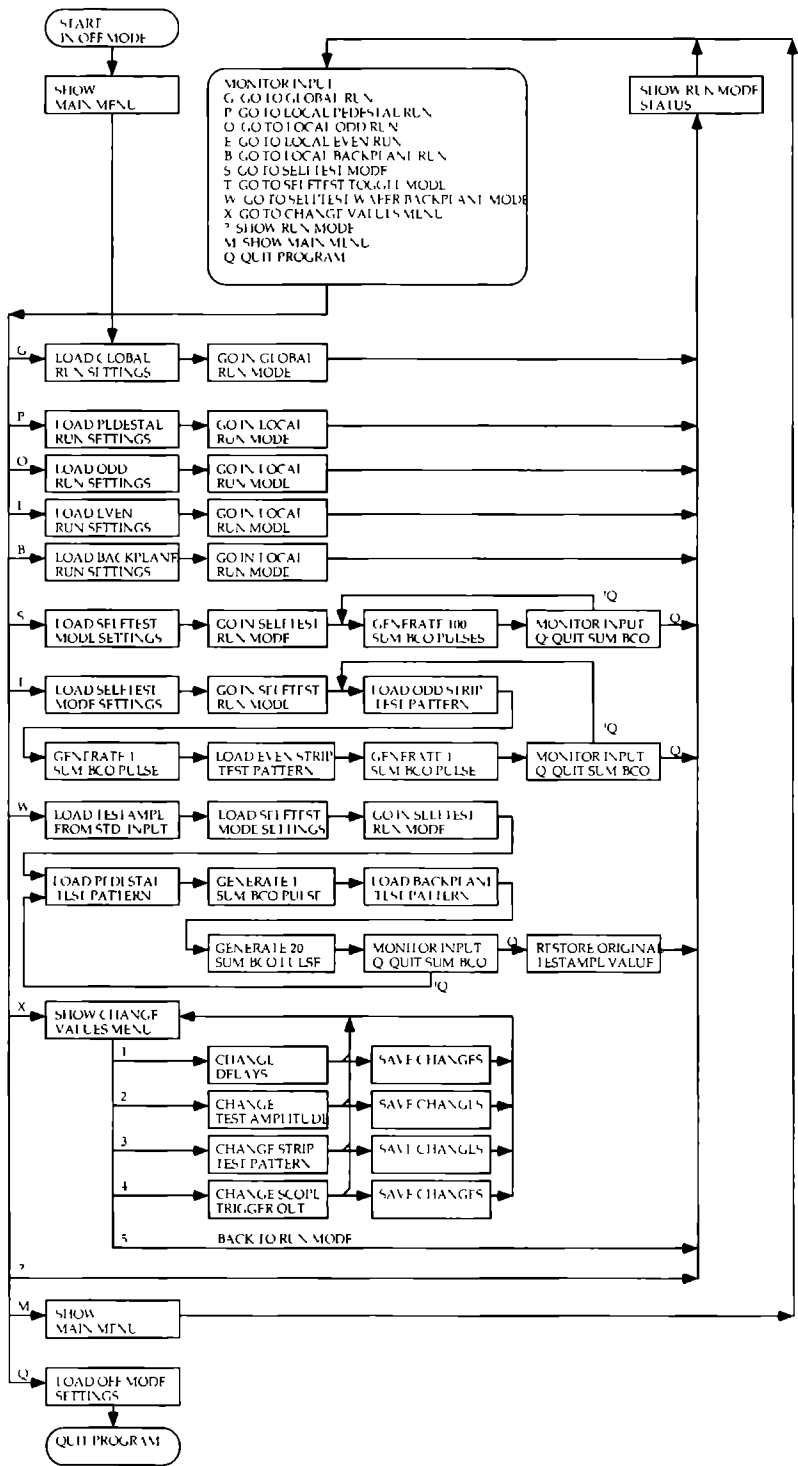 START
IN OFF MODE
SHOW
MAIN MENU
MONITOR INPUT
G GO TO GLOBAL RUN
P GO TO LOCAL PEDESTAL RUN
O GO TO LOCAL ODD RUN
E GO TO LOCAL EVEN RUN
B GO TO LOCAL BACKPLANE RUN
S GO TO SELFTEST MODE
T GO TO SELFTEST TOGGLE MODE
W GO TO SELFTEST WAFER BACKPLANE MODE
X GO TO CHANGE VALUES MENU
? SHOW RUN MODE
M SHOW MAIN MENU
Q QUIT PROGRAM
SHOW RUN MODE
STATUS
G
LOAD GLOBAL
RUN SETTINGS
GO IN GLOBAL
RUN MODE
P
LOAD PEDESTAL
RUN SETTINGS
GO IN LOCAL
RUN MODE
O
LOAD ODD
RUN SETTINGS
GO IN LOCAL
RUN MODE
E
LOAD EVEN
RUN SETTINGS
GO IN LOCAL
RUN MODE
B
LOAD BACKPLANE
RUN SETTINGS
GO IN LOCAL
RUN MODE
S
LOAD SELFTEST
MODE SETTINGS
GO IN SELFTEST
RUN MODE
GENERATE 100
SUM BCO PULSES
!Q
MONITOR INPUT
Q QUIT SUM BCO
Q
T
LOAD SELFTEST
MODE SETTINGS
GO IN SELFTEST
RUN MODE
LOAD ODD STRIP
TEST PATTERN
!Q
GENERATE 1
SUM BCO PULSE
LOAD EVEN STRIP
TEST PATTERN
GENERATE 1
SUM BCO PULSE
MONITOR INPUT
Q QUIT SUM BCO
Q
W
LOAD TESTAMPL
FROM STD. INPUT
LOAD SELFTEST
MODE SETTINGS
GO IN SELFTEST
RUN MODE
LOAD PEDESTAL
TEST PATTERN
GENERATE 1
SUM BCO PULSE
LOAD BACKPLANE
TEST PATTERN
GENERATE 20
SUM BCO PULSE
MONITOR INPUT
Q QUIT SUM BCO
Q
RESTORE ORIGINAL
TESTAMPL VALUE
!Q
X
SHOW CHANGE
VALUES MENU
1
CHANGE
DELAYS
SAVE CHANGES
2
CHANGE
TEST AMPLITUDE
SAVE CHANGES
3
CHANGE STRIP
TEST PATTERN
SAVE CHANGES
4
CHANGE SCOPE
TRIGGER OUT
SAVE CHANGES
5
BACK TO RUN MODE
?
M
SHOW
MAIN MENU
Q
LOAD OFF MODE
SETTINGS
QUIT PROGRAM